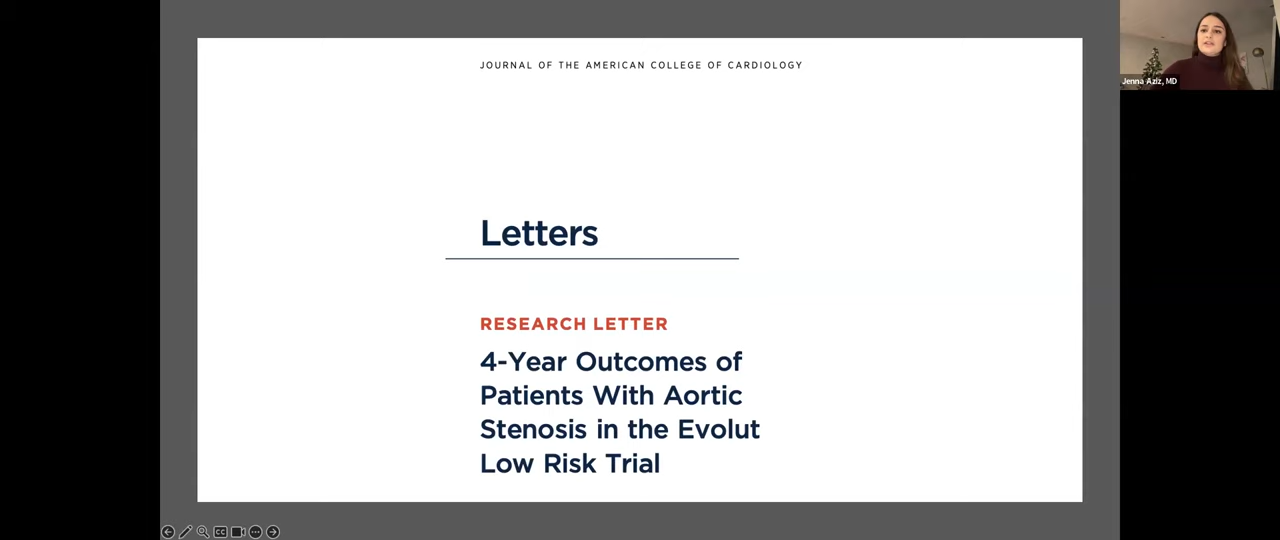 JOURNAL OF THE AMERICAN COLLEGE OF CARDIOLOGY
Jenna Aziz, MD
Letters
RESEARCH LETTER
4-Year Outcomes of
Patients With Aortic
Stenosis in the Evolut
Low Risk Trial
CC